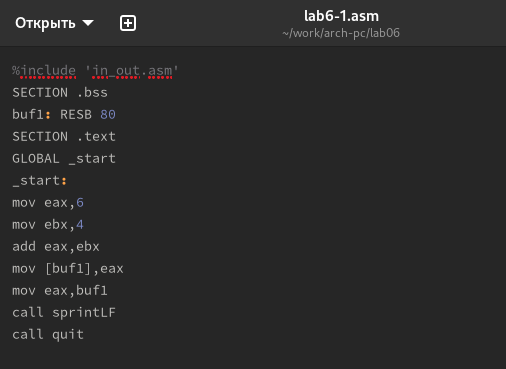 Открыть
lab6-1.asm
~/work/arch-pc/lab06
%include 'in_out.asm'
SECTION .bss
buf1: RESB 80
SECTION .text
GLOBAL _start
_start:
mov eax,6
mov ebx,4
add eax,ebx
mov [buf1],eax
mov eax,buf1
call sprintLF
call quit